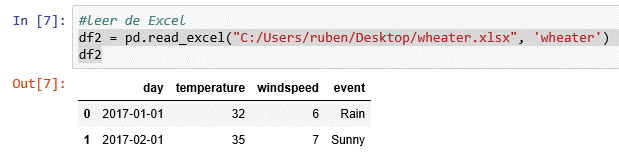 In [7]: #leer de Excel
df2 = pd.read_excel("C:/Users/ruben/Desktop/wheater.xlsx", 'wheater')
df2
Out[7]:
day temperature windspeed event
0 2017-01-01 32 6 Rain
1 2017-02-01 35 7 Sunny